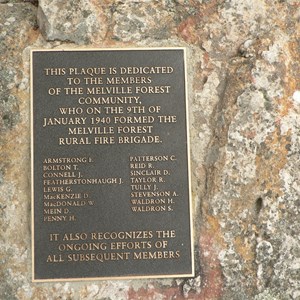 THIS PLAQUE IS DEDICATED
TO THE MEMBERS
OF THE MELVILLE FOREST
COMMUNITY,
WHO ON THE 9TH OF
JANUARY 1940 FORMED THE
MELVILLE FOREST
RURAL FIRE BRIGADE.
ARMSTRONG F.
BOLTON T.
CONNELL J.
FEATHERSTONHAUGH J.
LEWIS G.
MacKENZIE D.
MacDONALD W.
MEIN D.
PENNY H.
PATTERSON C.
REID R.
SINCLAIR D.
TAYLOR R.
TULLY J.
STEVENSON A.
WALDRON H.
WALDRON S.
IT ALSO RECOGNIZES THE
ONGOING EFFORTS OF
ALL SUBSEQUENT MEMBERS